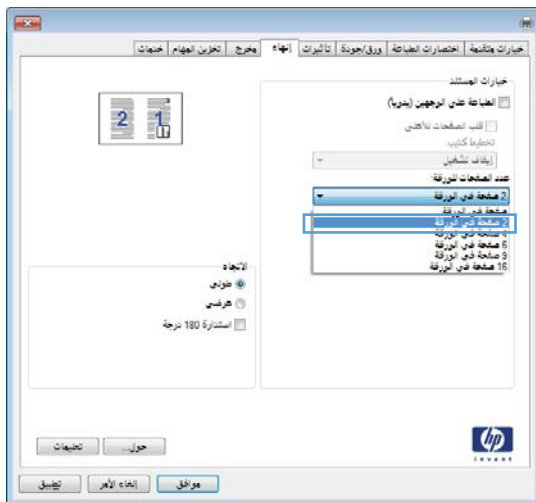 خيارات متقدمة
اختصارات الطباعة
ورق/جودة
تأثيرات
إنهاء
مخرج
تخزين المهام
خدمات
خيارات المستند
الطباعة على الوجهين (يدوياً)
قلب الصفحات للأعلى
تخطيط كتيب:
إيقاف تشغيل
عدد الصفحات للورقة:
2 صفحة في الورقة
صفحة في الورقة
2 صفحة في الورقة
4 صفحة في الورقة
6 صفحة في الورقة
9 صفحة في الورقة
16 صفحة في الورقة
2 1
الاتجاه
طولي
عرضي
استدارة 180 درجة
hp
invent
حول...
تعليمات
موافق
إلغاء الأمر
تطبيق